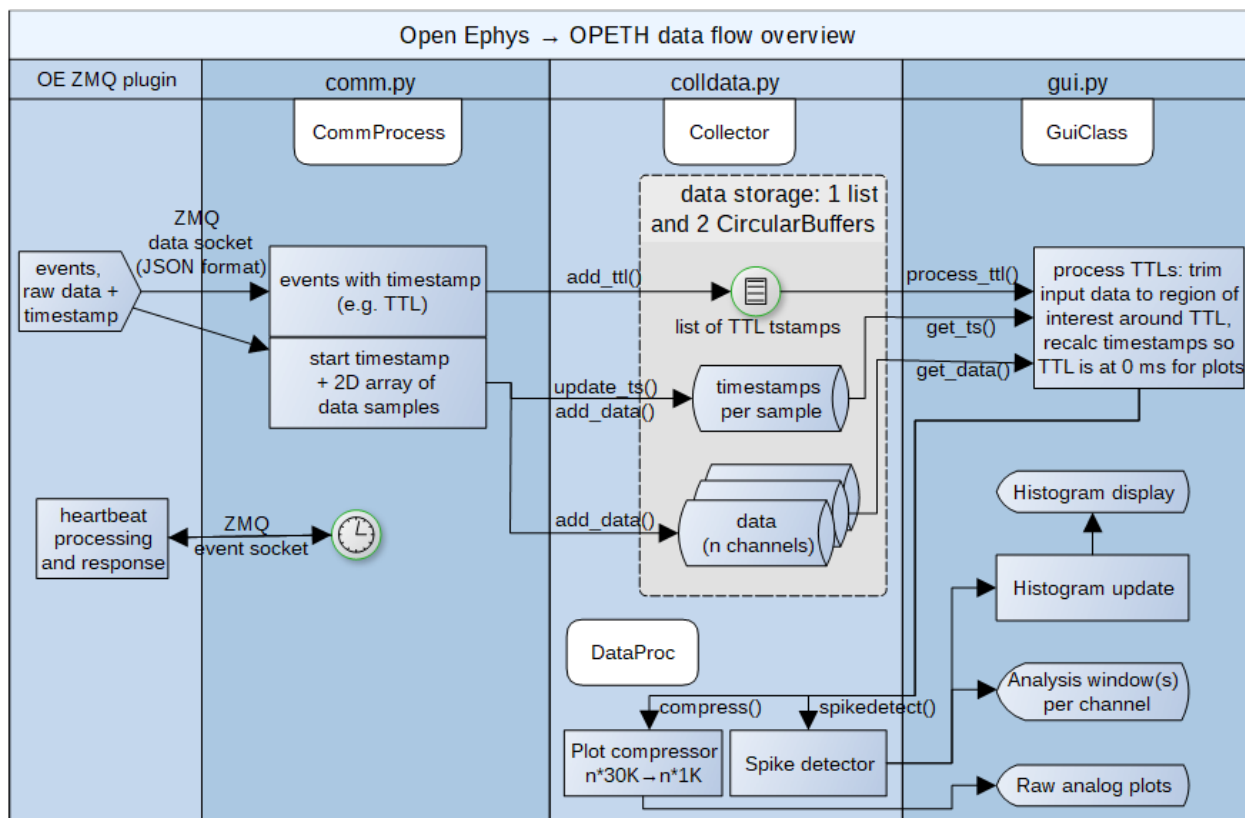 Open Ephys → OPETH data flow overview
OE ZMQ plugin
comm.py
colldata.py
gui.py
CommProcess
Collector
GuiClass
data storage: 1 list
and 2 CircularBuffers
ZMQ
data socket
(JSON format)
events,
raw data +
timestamp
events with timestamp
(e.g. TTL)
add_ttl()
list of TTL tstamps
process_ttl()
get_ts()
get_data()
process TTLs: trim
input data to region of
interest around TTL,
recalc timestamps so
TTL is at 0 ms for plots
start timestamp
+ 2D array of
data samples
update_ts()
add_data()
timestamps
per sample
add_data()
data
(n channels)
heartbeat
processing
and response
ZMQ
event socket
Histogram display
Histogram update
DataProc
Analysis window(s)
per channel
compress()
spikedetect()
Plot compressor
n*30K→n*1K
Spike detector
Raw analog plots